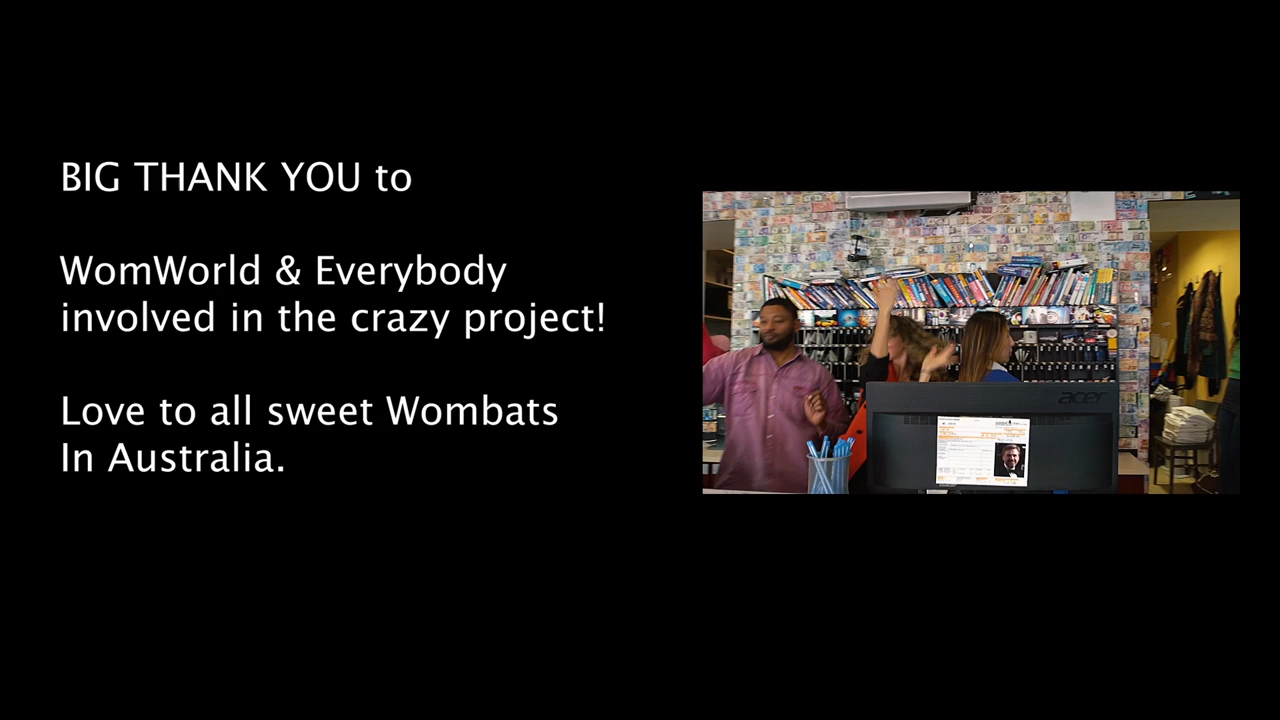 BIG THANK YOU to
WomWorld & Everybody
involved in the crazy project!
Love to all sweet Wombats
In Australia.
acer